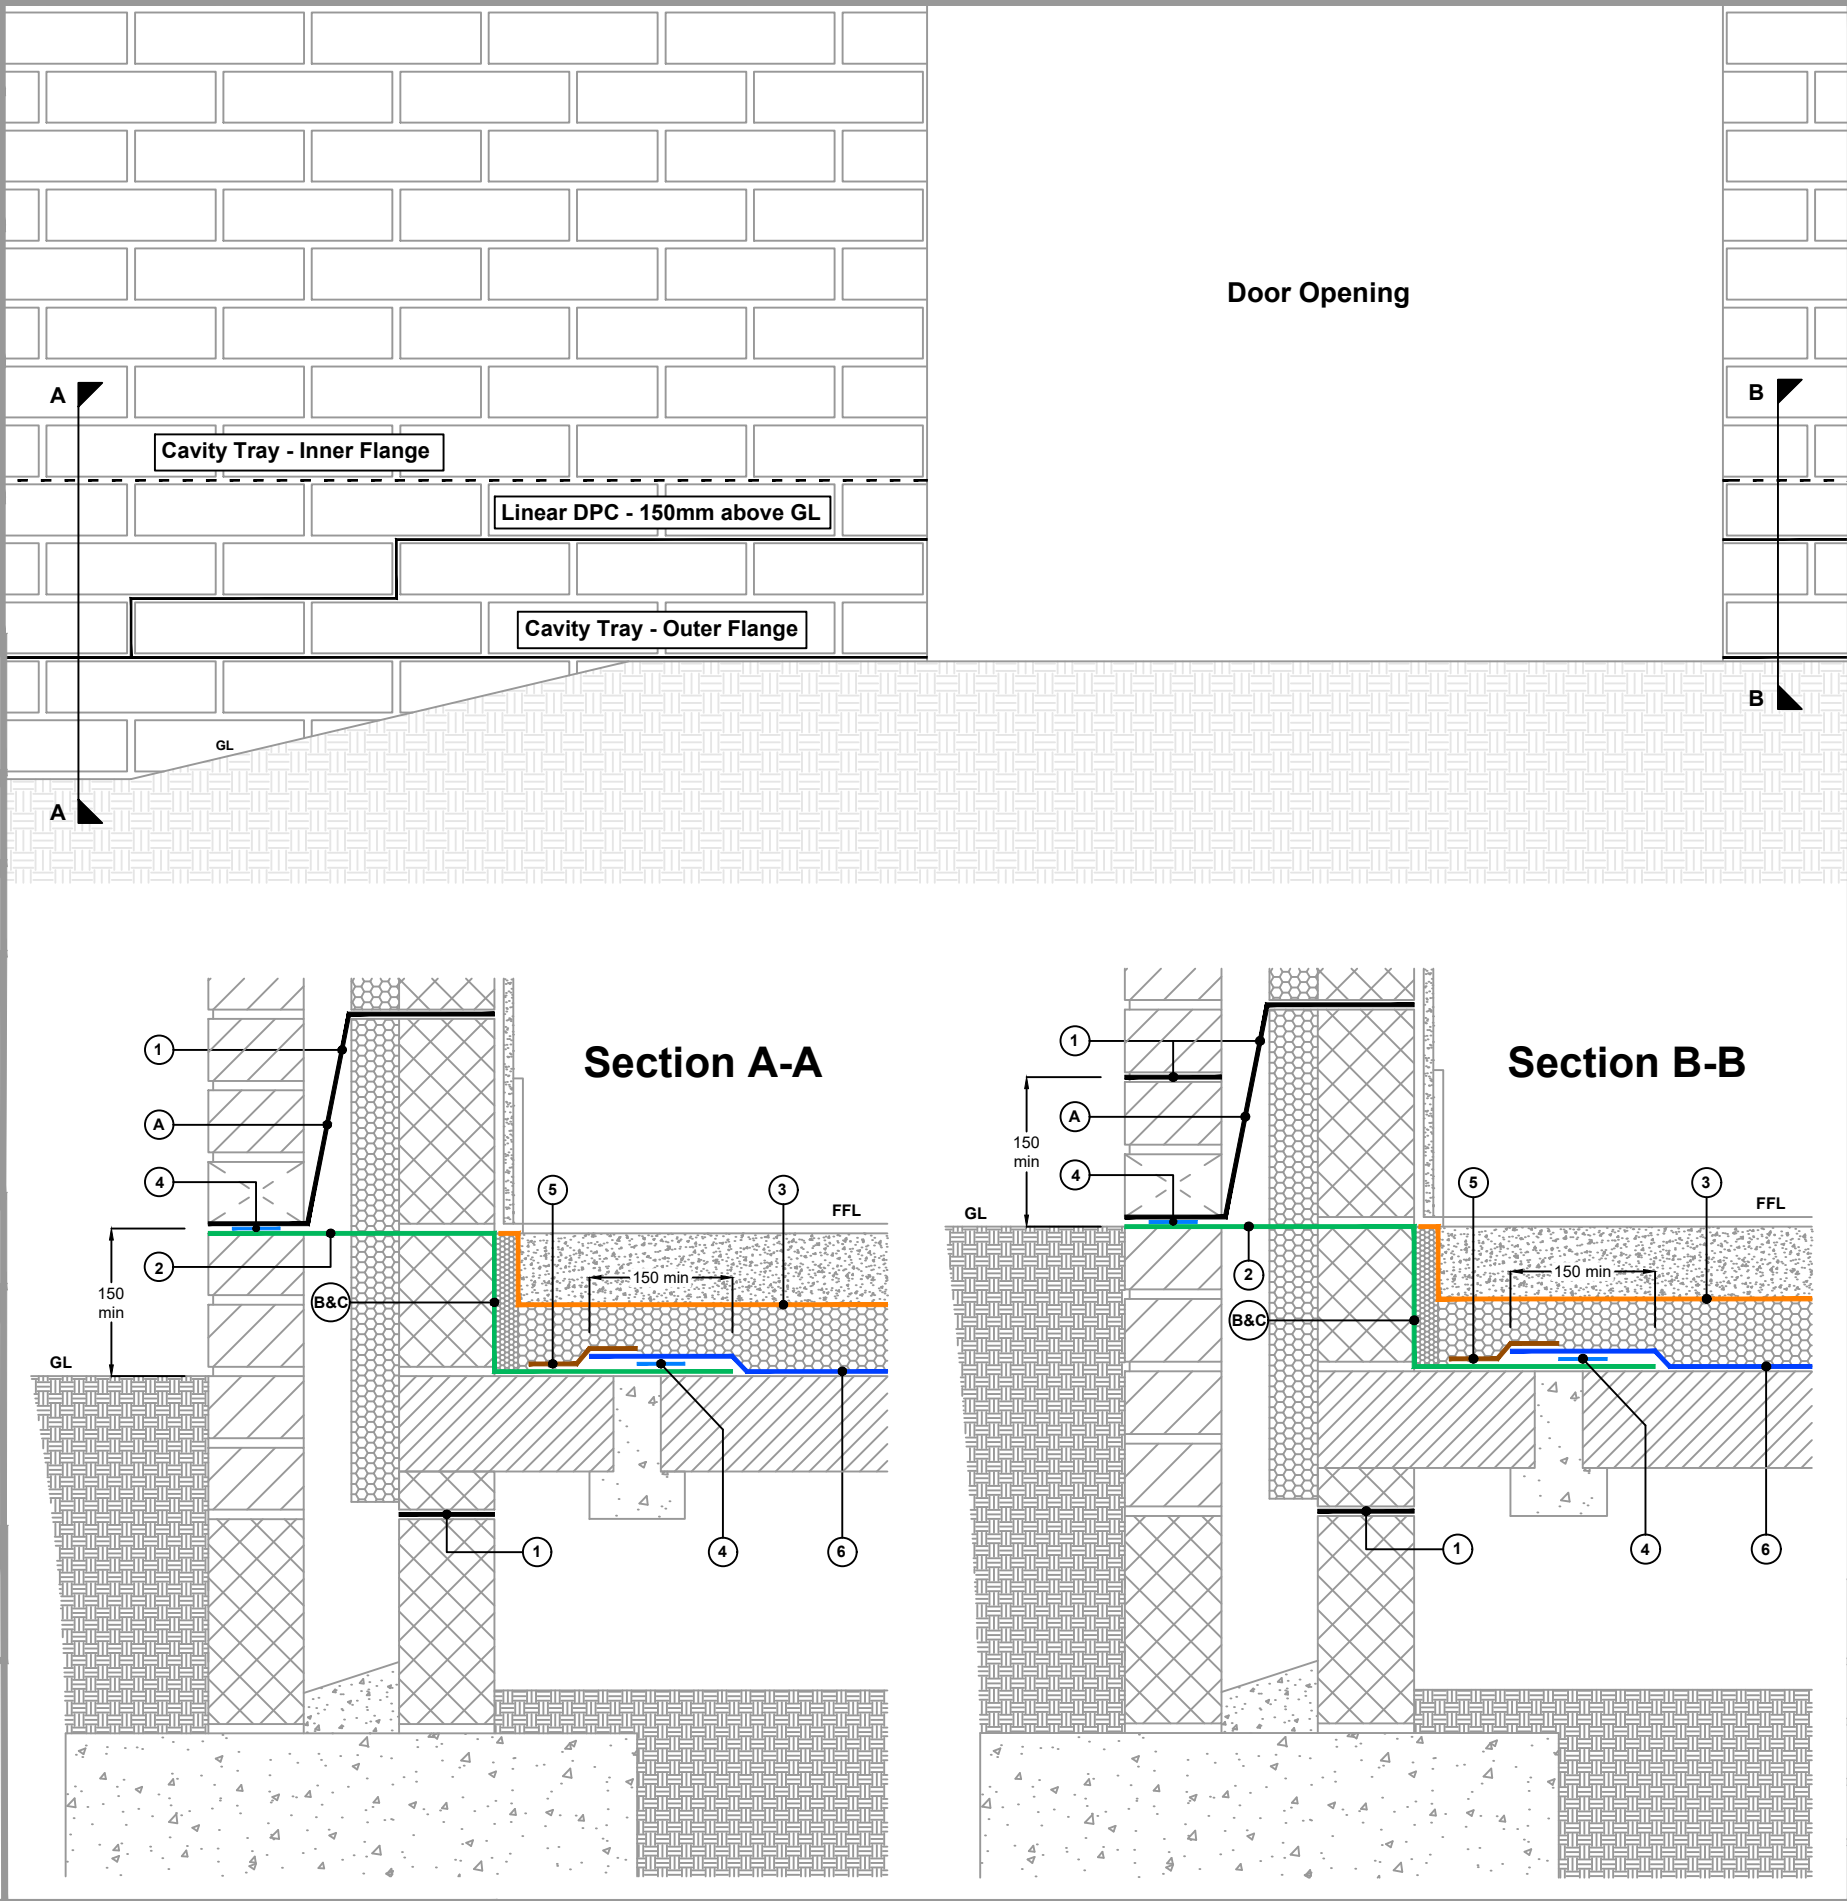 Door Opening
A
B
Cavity Tray - Inner Flange
Linear DPC - 150mm above GL
Cavity Tray - Outer Flange
B
GL
A
Section A-A
1
A
4
5
3
FFL
2
150 min
B&C
150
min
GL
1
4
6
Section B-B
1
A
150
min
4
5
3
FFL
GL
2
150 min
B&C
1
4
6